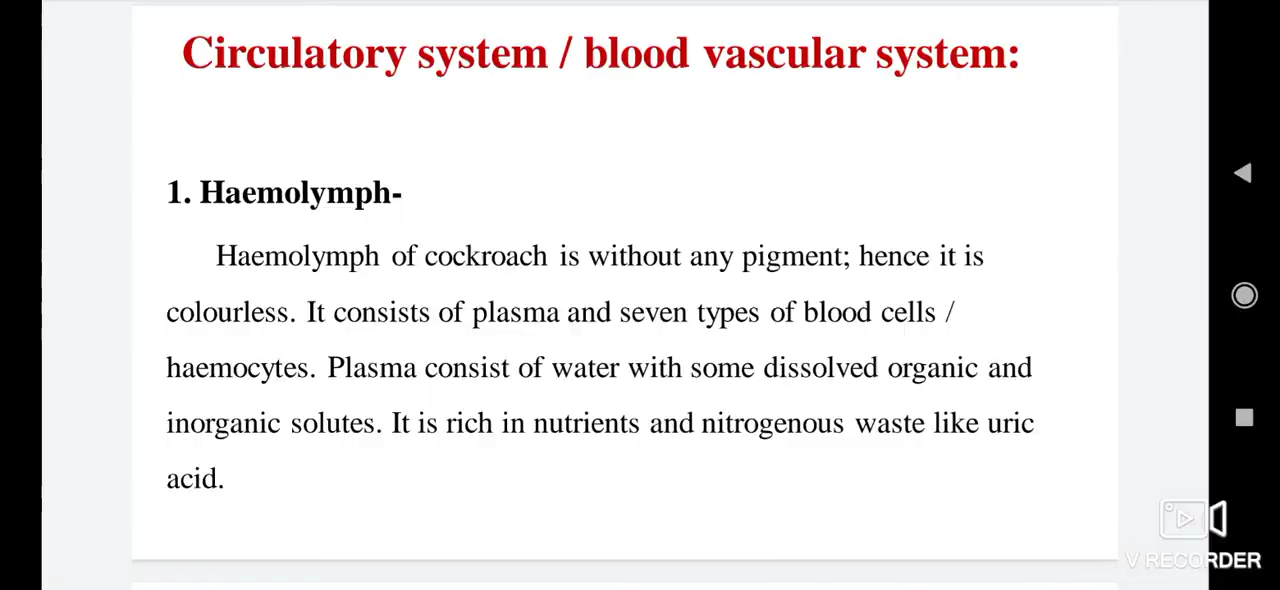 Circulatory system / blood vascular system:
1. Haemolymph-
Haemolymph of cockroach is without any pigment; hence it is
colourless. It consists of plasma and seven types of blood cells /
haemocytes. Plasma consist of water with some dissolved organic and
inorganic solutes. It is rich in nutrients and nitrogenous waste like uric
acid.
V RECORDER